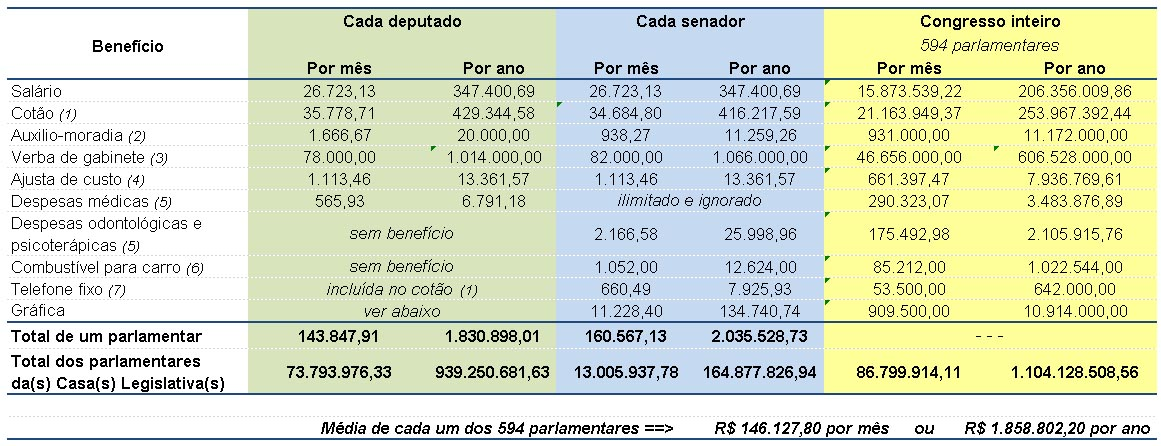 Cada deputado Cada senador Congresso inteiro
Benefício 594 parlamentares
Por mês Por ano Por mês Por ano Por mês Por ano
Salário 26.723,13 347.400,69 26.723,13 347.400,69 15.873.539,22 206.356.009,86
Cotão (1) 35.778,71 429.344,58 34.684,80 416.217,59 21.163.949,37 253.967.392,44
Auxilio-moradia (2) 1.666,67 20.000,00 938,27 11.259,26 931.000,00 11.172.000,00
Verba de gabinete (3) 78.000,00 1.014.000,00 82.000,00 1.066.000,00 46.656.000,00 606.528.000,00
Ajusta de custo (4) 1.113,46 13.361,57 1.113,46 13.361,57 661.397,47 7.936.769,61
Despesas médicas (5) 565,93 6.791,18 ilimitado e ignorado 290.323,07 3.483.876,89
Despesas odontológicas e
psicoterápicas (5) sem benefício 2.166,58 25.998,96 175.492,98 2.105.915,76
Combustível para carro (6) sem benefício 1.052,00 12.624,00 85.212,00 1.022.544,00
Telefone fixo (7) incluída no cotão (1) 660,49 7.925,93 53.500,00 642.000,00
Gráfica ver abaixo 11.228,40 134.740,74 909.500,00 10.914.000,00
Total de um parlamentar 143.847,91 1.830.898,01 160.567,13 2.035.528,73 - - -
Total dos parlamentares
da(s) Casa(s) Legislativa(s) 73.793.976,33 939.250.681,63 13.005.937,78 164.877.826,94 86.799.914,11 1.104.128.508,56
Média de cada um dos 594 parlamentares ==> R$ 146.127,80 por mês ou R$ 1.858.802,20 por ano